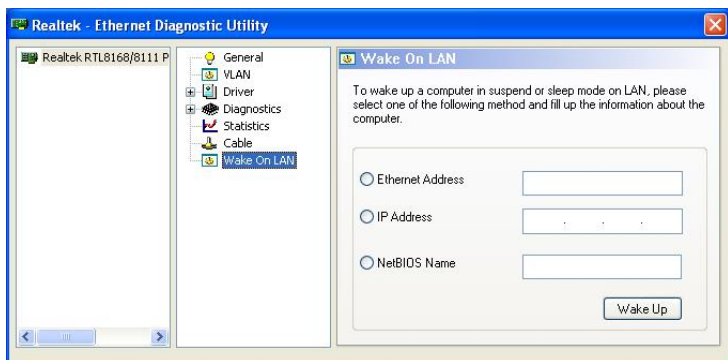 Realtek - Ethernet Diagnostic Utility
Realtek RTL8168/8111 P
General
VLAN
Driver
Diagnostics
Statistics
Cable
Wake On LAN
Wake On LAN
To wake up a computer in suspend or sleep mode on LAN, please
select one of the following method and fill up the information about the
computer.
Ethernet Address
IP Address
. . .
NetBIOS Name
Wake Up